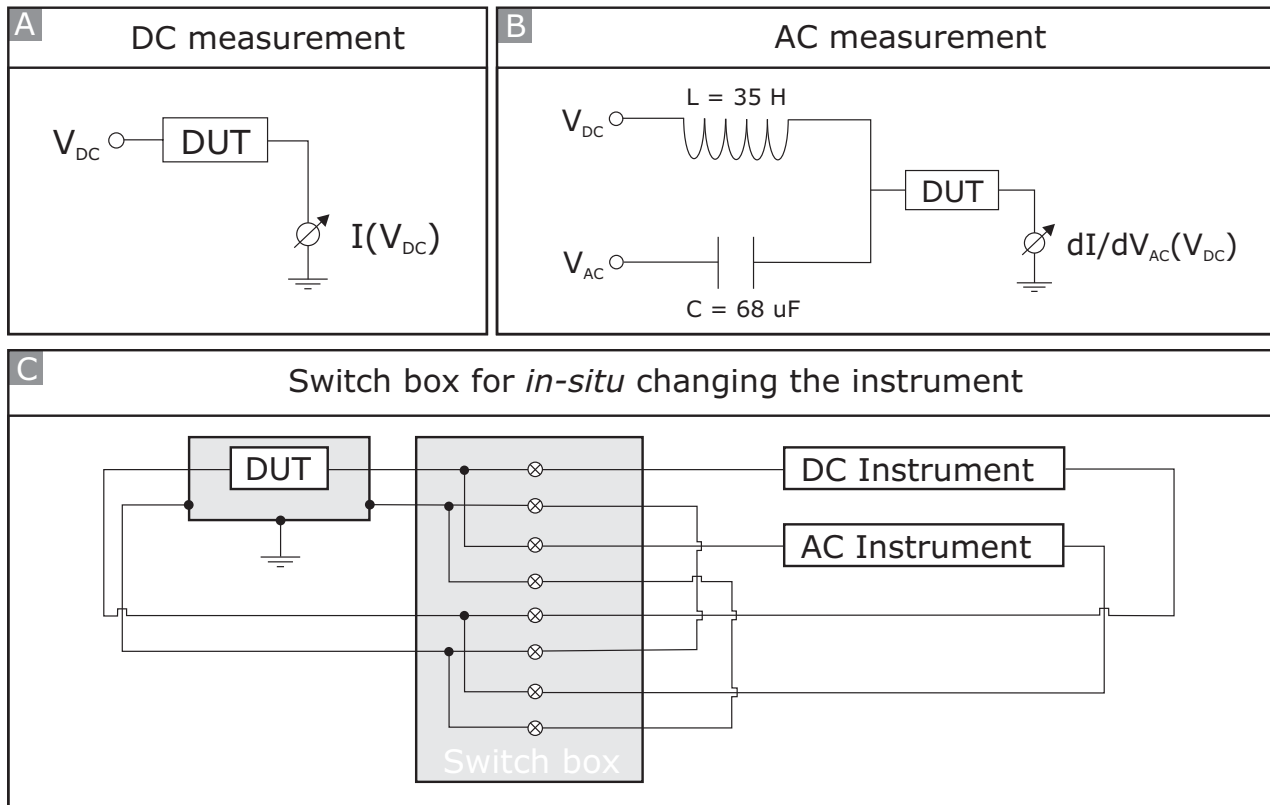 A
DC measurement
V_DC
DUT
I(V_DC)
B
AC measurement
L = 35 H
V_DC
DUT
V_AC
dI/dV_AC(V_DC)
C = 68 uF
C
Switch box for in-situ changing the instrument
DUT
DC Instrument
AC Instrument
Switch box